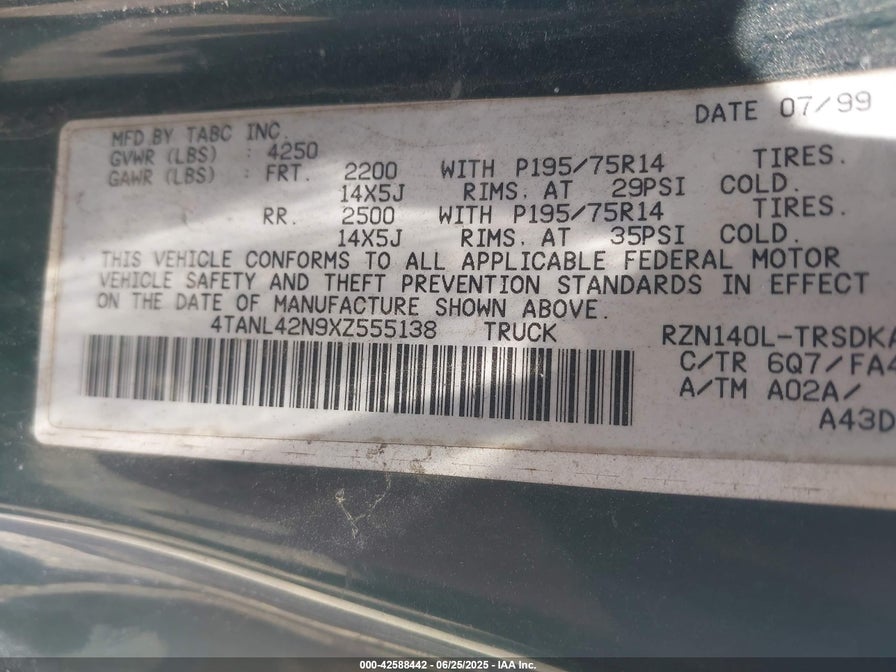 DATE 07/99
MFD.BY TABC INC.
GVWR (LBS) : 4250
GAWR (LBS) : FRT. 2200 WITH P195/75R14 TIRES.
14X5J RIMS. AT 29PSI COLD.
RR. 2500 WITH P195/75R14 TIRES.
14X5J RIMS. AT 35PSI COLD.
THIS VEHICLE CONFORMS TO ALL APPLICABLE FEDERAL MOTOR
VEHICLE SAFETY AND THEFT PREVENTION STANDARDS IN EFFECT
ON THE DATE OF MANUFACTURE SHOWN ABOVE.
4TANL42N9XZ555138 TRUCK RZN140L-TRSDKA
C/TR 6Q7/FA4
A/TM A02A/
A43D
000-42588442 - 06/25/2025 - IAA Inc.